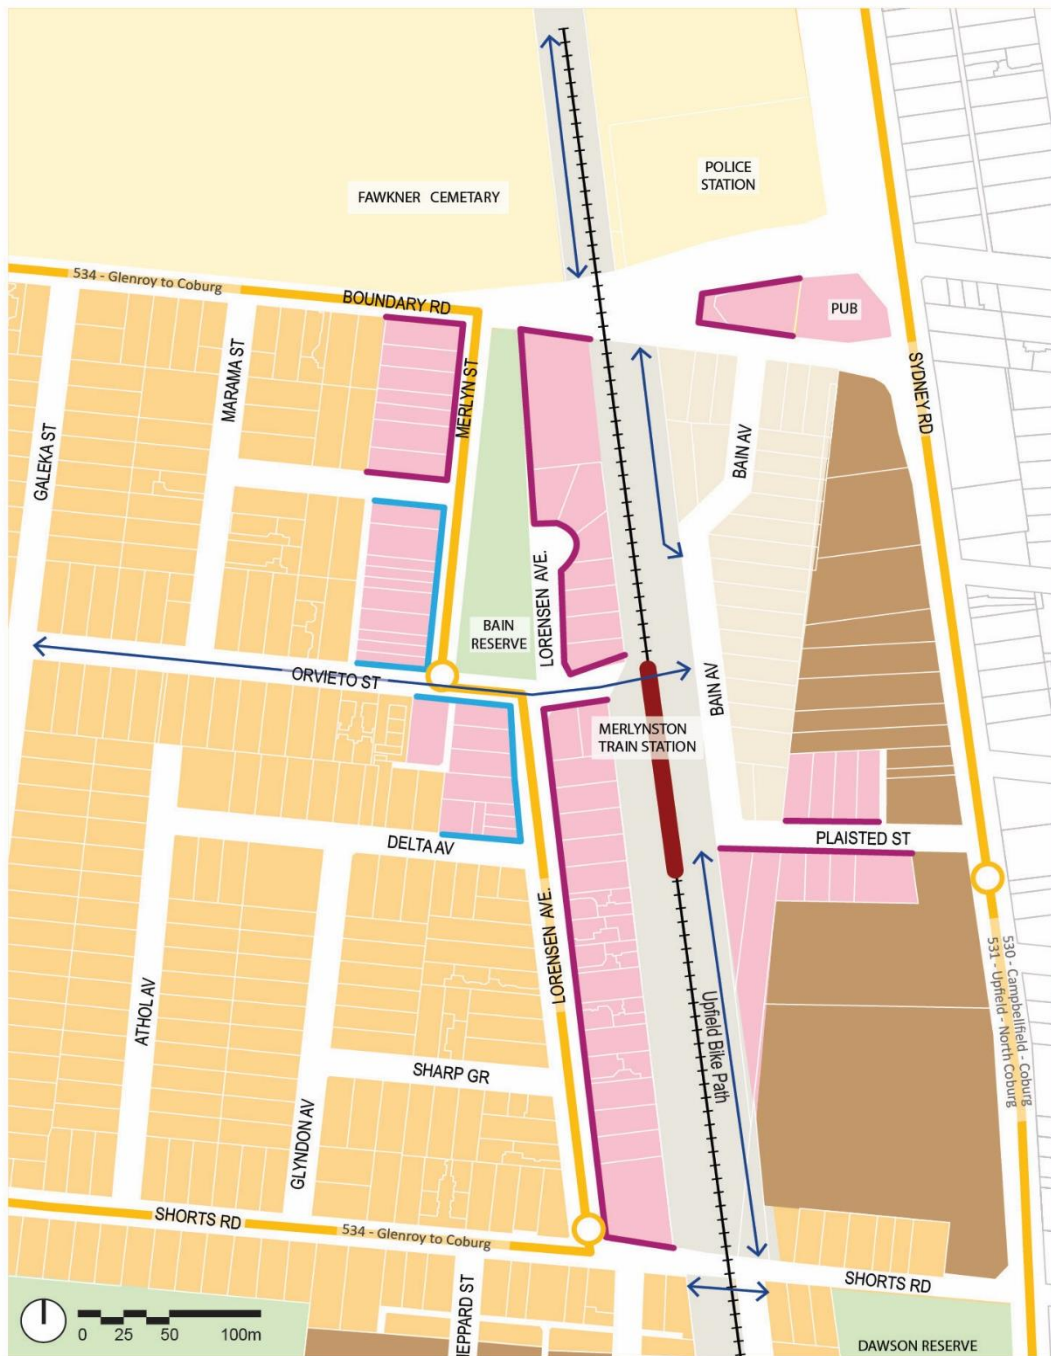 POLICE
STATION
FAWKNER CEMETARY
534 - Glenroy to Coburg
BOUNDARY RD
PUB
MARAMA ST
MERLYN ST
SYDNEY RD
GALEKA ST
BAIN AV
LORENSEN AVE.
BAIN
RESERVE
ORVIETO ST
BAIN AV
MERLYNSTON
TRAIN STATION
PLAISTED ST
DELTA AV
LORENSEN AVE.
530 - Campbellfield - Coburg
531 - Upfield - North Coburg
ATHOL AV
Upfield Bike Path
SHARP GR
GLYNDON AV
SHORTS RD
534 - Glenroy to Coburg
SHORTS RD
HEPPARD ST
0 25 50 100m
DAWSON RESERVE